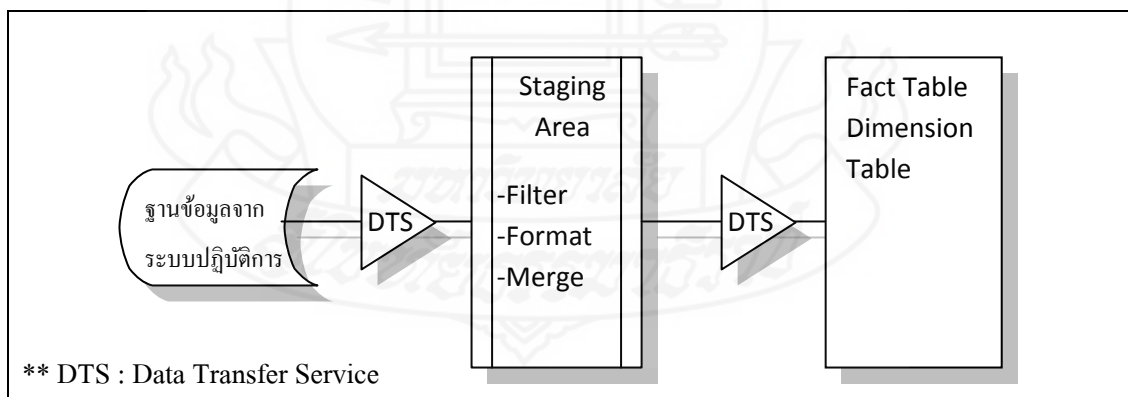 ฐานข้อมูลจาก
ระบบปฏิบัติการ
DTS
Staging
Area
-Filter
-Format
-Merge
DTS
Fact Table
Dimension
Table
** DTS : Data Transfer Service